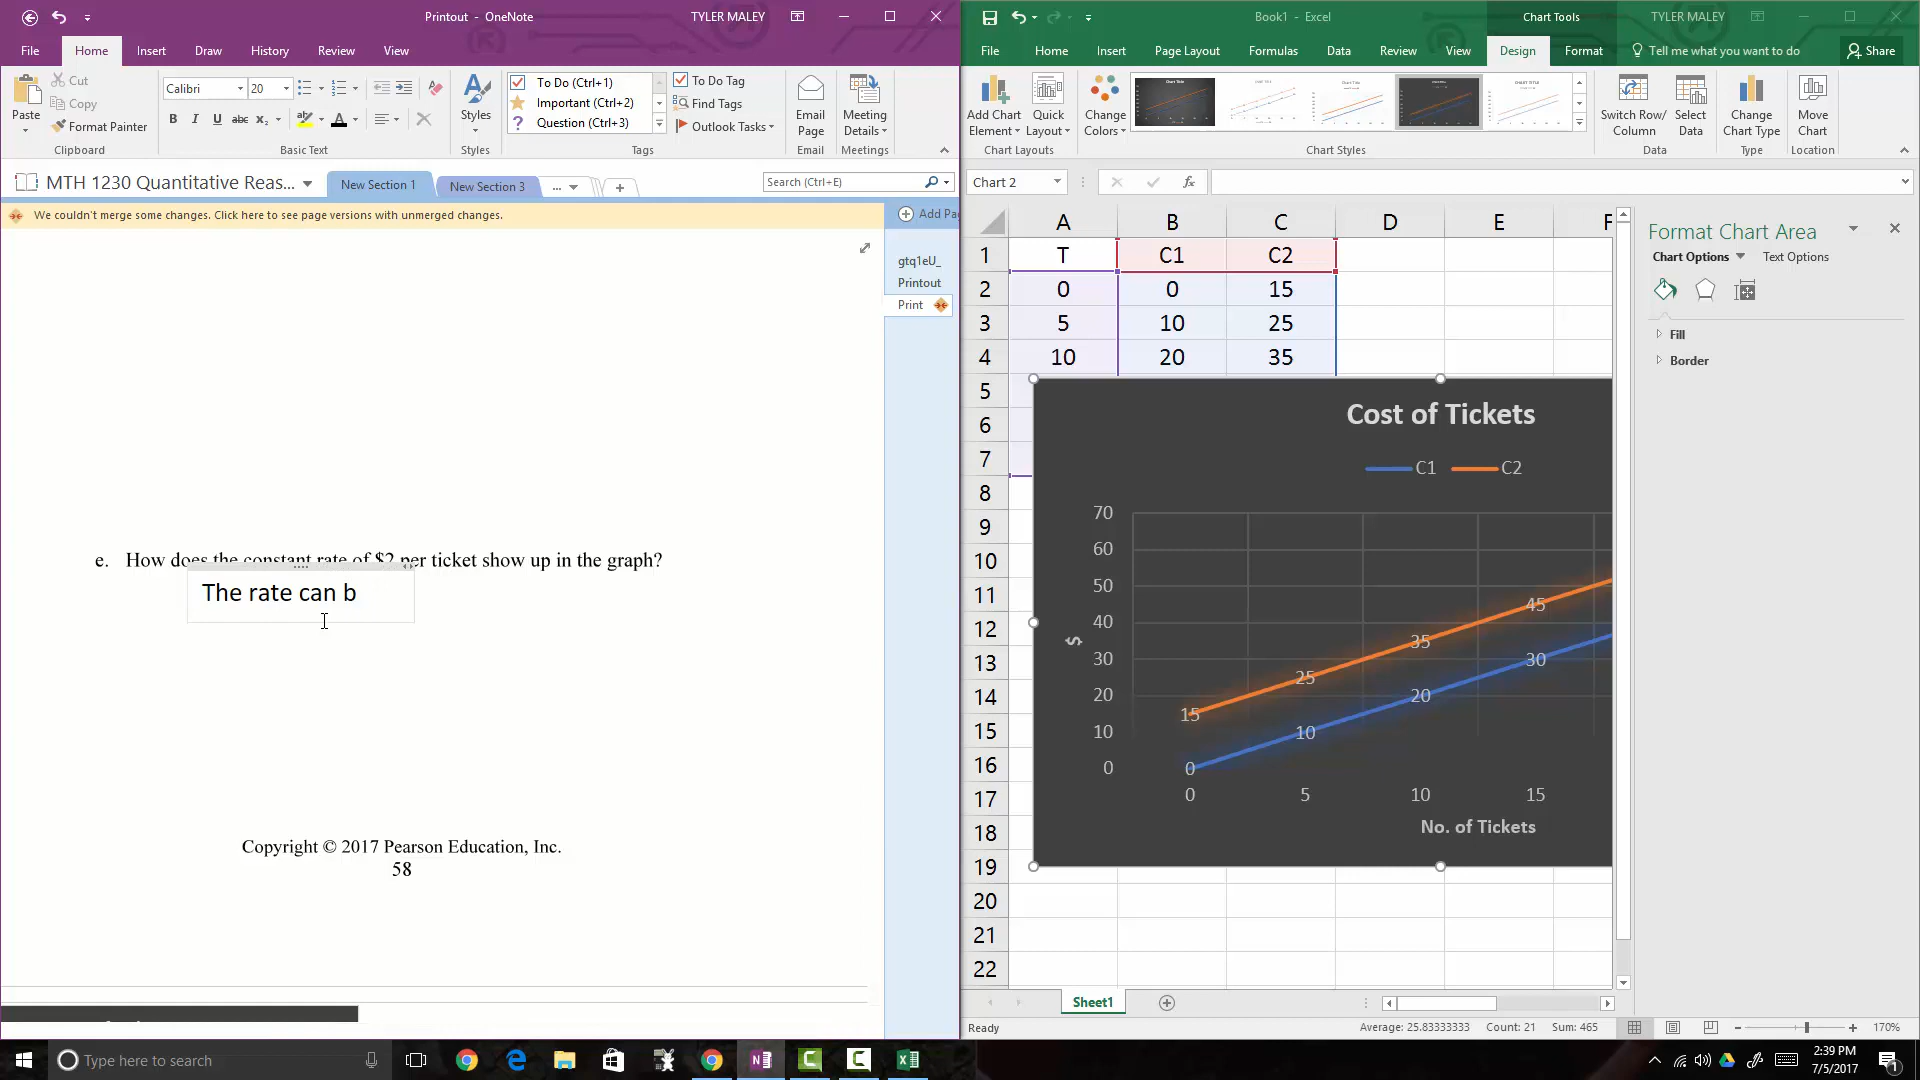 Printout - OneNote
TYLER MALEY
File Home Insert Draw History Review View
Paste
Cut
Copy
Format Painter
Clipboard
Calibri 20
B I U abc x₂ A
Basic Text
Styles
Styles
To Do (Ctrl+1)
Important (Ctrl+2)
Question (Ctrl+3)
To Do Tag
Find Tags
Outlook Tasks
Tags
Email Page
Email
Meeting Details
Meetings
MTH 1230 Quantitative Reas...
New Section 1
New Section 3
...
Search (Ctrl+E)
We couldn't merge some changes. Click here to see page versions with unmerged changes.
Add Pa
gtq1eU_
Printout
Print
e. How does the constant rate of $2 per ticket show up in the graph?
The rate can b
Copyright © 2017 Pearson Education, Inc.
58
Book1 - Excel
Chart Tools
TYLER MALEY
File Home Insert Page Layout Formulas Data Review View Design Format
Tell me what you want to do
Share
Add Chart Element
Quick Layout
Chart Layouts
Change Colors
Chart Styles
Switch Row/ Column
Select Data
Data
Change Chart Type
Type
Move Chart
Location
Chart 2
fx
A B C D E F
1 T C1 C2
2 0 0 15
3 5 10 25
4 10 20 35
5
6
7
8
9
10
11
12
13
14
15
16
17
18
19
20
21
22
Cost of Tickets
C1 C2
70
60
50
40
30
20
10
0
$
15 25 35 45
0 10 20 30
0 5 10 15
No. of Tickets
Format Chart Area
Chart Options
Text Options
Fill
Border
Sheet1
Ready
Average: 25.83333333 Count: 21 Sum: 465
170%
Type here to search
2:39 PM
7/5/2017